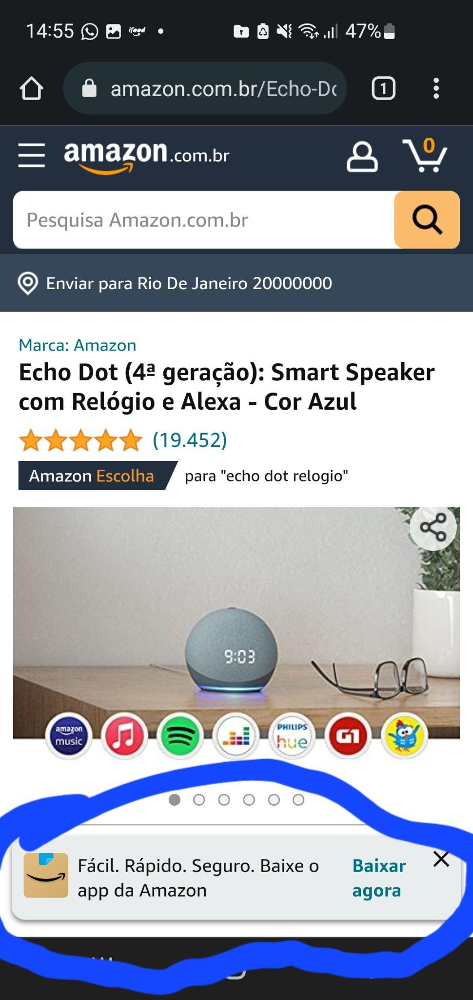 14:55 ifood 47%
amazon.com.br/Echo-Do
1
amazon.com.br
0
Pesquisa Amazon.com.br
Enviar para Rio De Janeiro 20000000
Marca: Amazon
Echo Dot (4ª geração): Smart Speaker
com Relógio e Alexa - Cor Azul
(19.452)
Amazon Escolha para "echo dot relogio"
9:03
amazon music
PHILIPS hue
G1
Fácil. Rápido. Seguro. Baixe o
app da Amazon
Baixar
agora